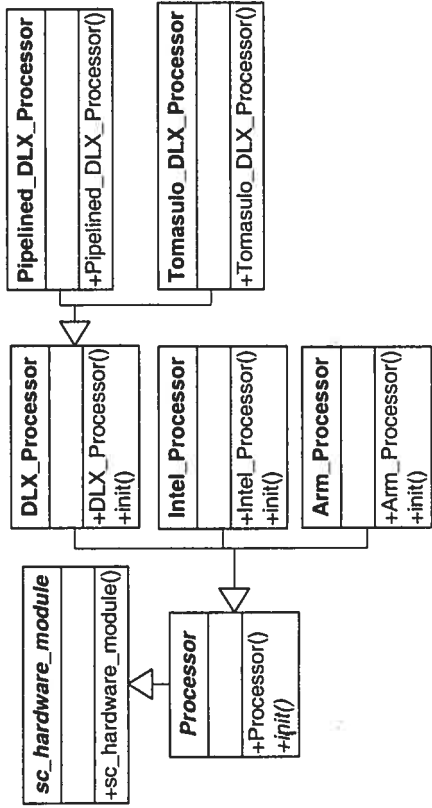 sc_hardware_module
+sc_hardware_module()
Processor
+Processor()
+init()
DLX_Processor
+DLX_Processor()
+init()
Intel_Processor
+Intel_Processor()
+init()
Arm_Processor
+Arm_Processor()
+init()
Pipelined_DLX_Processor
+Pipelined_DLX_Processor()
Tomasulo_DLX_Processor
+Tomasulo_DLX_Processor()